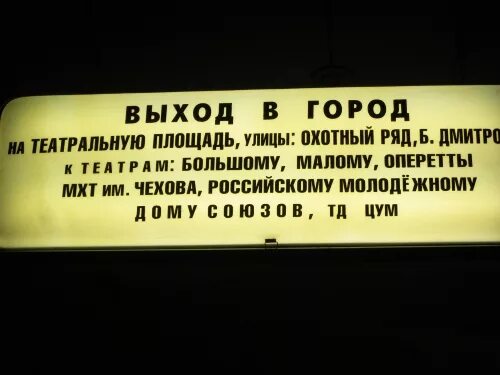 ВЫХОД В ГОРОД
НА ТЕАТРАЛЬНУЮ ПЛОЩАДЬ, УЛИЦЫ: ОХОТНЫЙ РЯД, Б. ДМИТРО
К ТЕАТРАМ: БОЛЬШОМУ, МАЛОМУ, ОПЕРЕТТЫ
МХТ ИМ. ЧЕХОВА, РОССИЙСКОМУ МОЛОДЁЖНОМУ
ДОМУ СОЮЗОВ, ТД ЦУМ